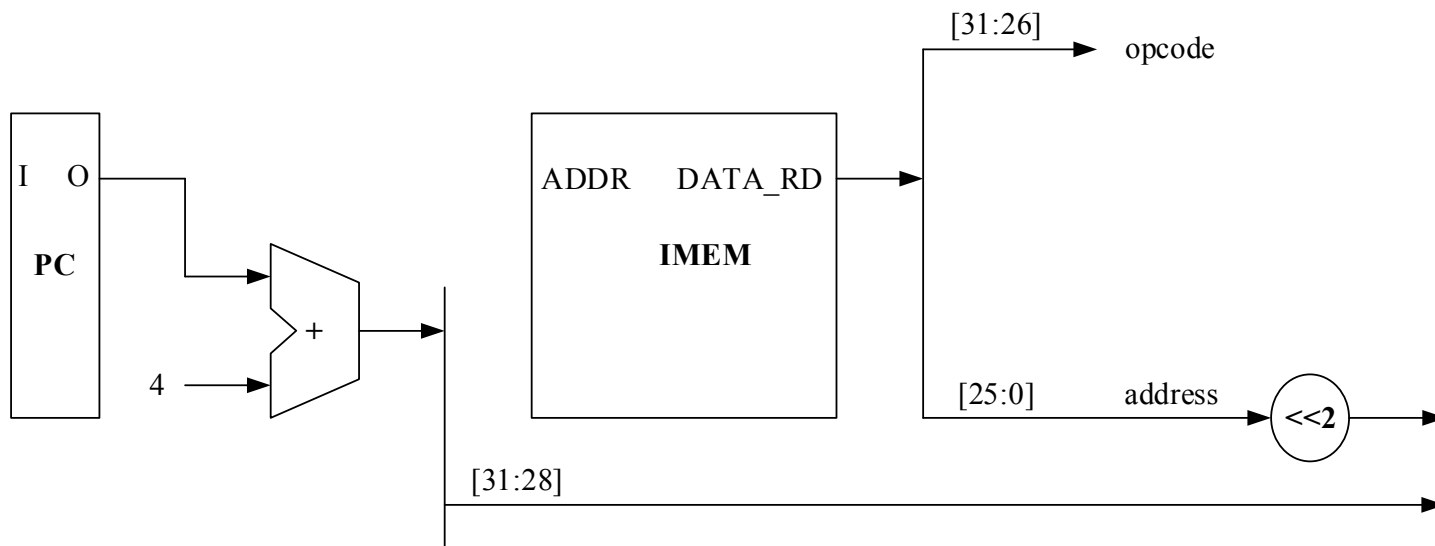 [31:26]
opcode
I O
ADDR DATA_RD
PC
IMEM
+
4
[25:0] address
<<2
[31:28]